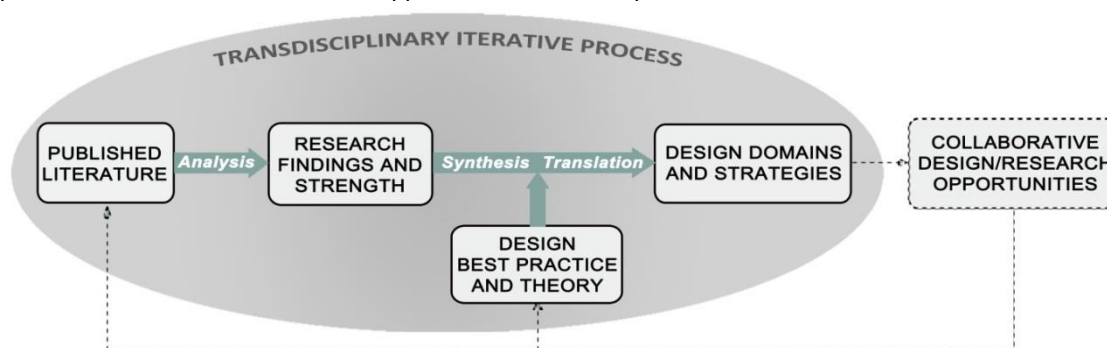 TRANSDISCIPLINARY ITERATIVE PROCESS
PUBLISHED
LITERATURE
Analysis
RESEARCH
FINDINGS AND
STRENGTH
Synthesis Translation
DESIGN DOMAINS
AND STRATEGIES
COLLABORATIVE
DESIGN/RESEARCH
OPPORTUNITIES
DESIGN
BEST PRACTICE
AND THEORY